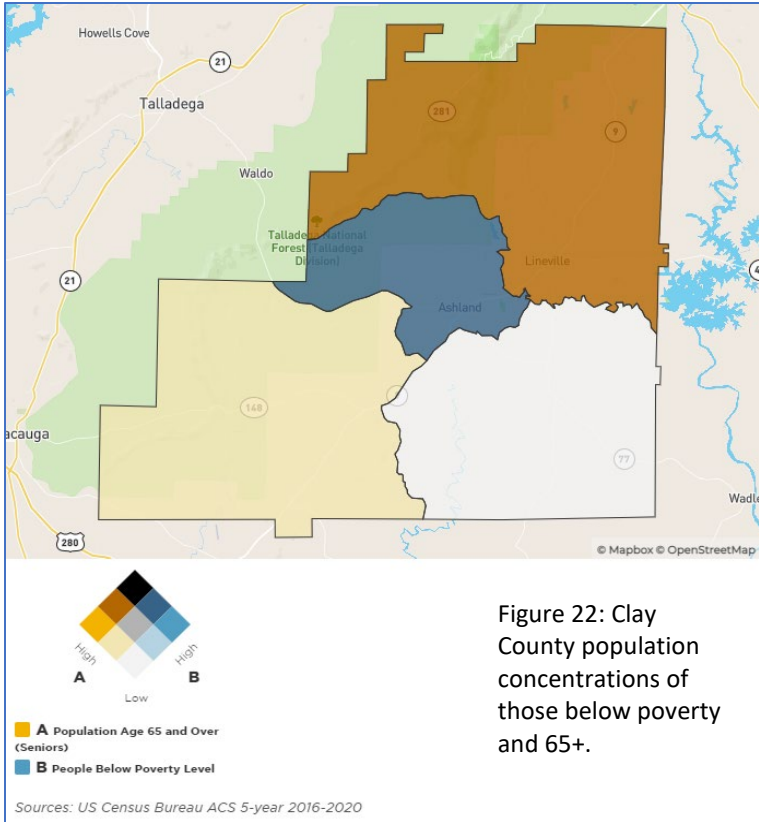 Howells Cove
21
Talladega
281
9
Waldo
Talladega National
Forest (Talladega
Division)
Lineville
21
4
Ashland
148
acauga
77
Wadle
280
© Mapbox © OpenStreetMap
High
High
A
B
Low
A Population Age 65 and Over
(Seniors)
B People Below Poverty Level
Sources: US Census Bureau ACS 5-year 2016-2020
Figure 22: Clay
County population
concentrations of
those below poverty
and 65+.